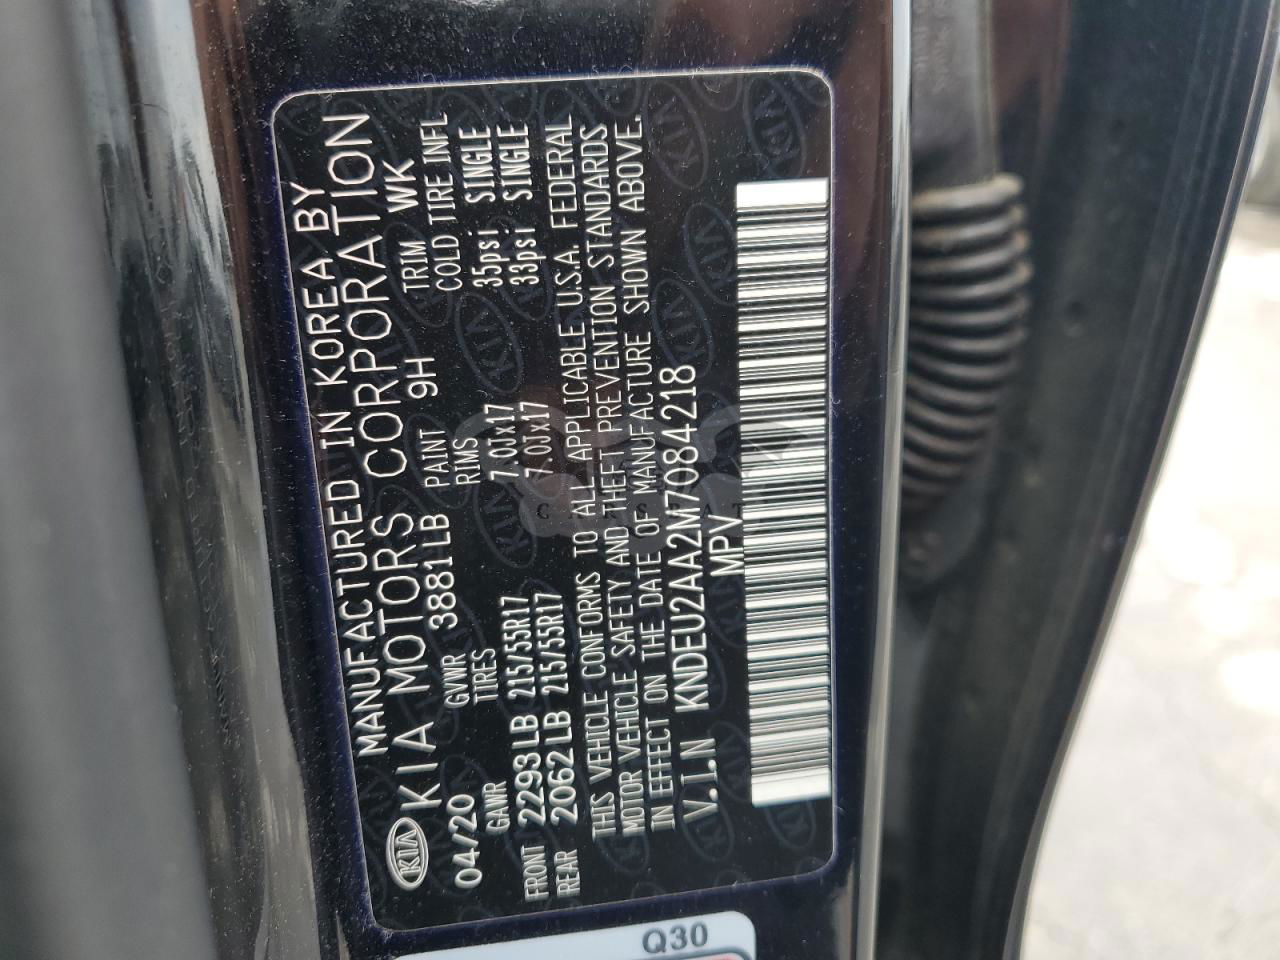 MANUFACTURED IN KOREA BY
KIA KIA MOTORS CORPORATION
04/20 GVWR 3881LB PAINT 9H TRIM WK
GAWR TIRES RIMS COLD TIRE INFL
FRONT 2293LB 215/55R17 7.0Jx17 35psi SINGLE
REAR 2062LB 215/55R17 7.0Jx17 33psi SINGLE
THIS VEHICLE CONFORMS TO ALL APPLICABLE U.S.A. FEDERAL
MOTOR VEHICLE SAFETY AND THEFT PREVENTION STANDARDS
IN EFFECT ON THE DATE OF MANUFACTURE SHOWN ABOVE.
V.I.N KNDEU2AA2M7084218
MPV
Q30